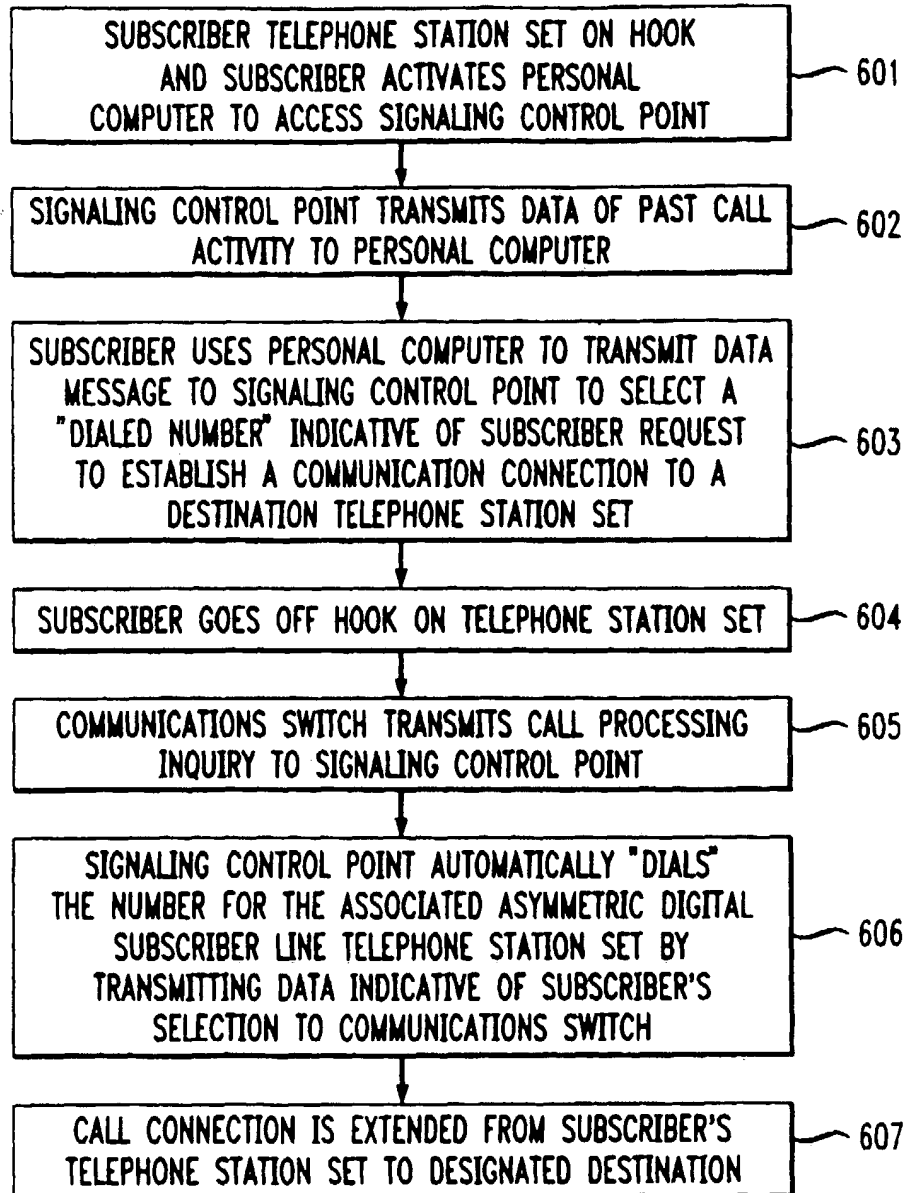 SUBSCRIBER TELEPHONE STATION SET ON HOOK
AND SUBSCRIBER ACTIVATES PERSONAL
COMPUTER TO ACCESS SIGNALING CONTROL POINT
601
SIGNALING CONTROL POINT TRANSMITS DATA OF PAST CALL
ACTIVITY TO PERSONAL COMPUTER
602
SUBSCRIBER USES PERSONAL COMPUTER TO TRANSMIT DATA
MESSAGE TO SIGNALING CONTROL POINT TO SELECT A
"DIALED NUMBER" INDICATIVE OF SUBSCRIBER REQUEST
TO ESTABLISH A COMMUNICATION CONNECTION TO A
DESTINATION TELEPHONE STATION SET
603
SUBSCRIBER GOES OFF HOOK ON TELEPHONE STATION SET
604
COMMUNICATIONS SWITCH TRANSMITS CALL PROCESSING
INQUIRY TO SIGNALING CONTROL POINT
605
SIGNALING CONTROL POINT AUTOMATICALLY "DIALS"
THE NUMBER FOR THE ASSOCIATED ASYMMETRIC DIGITAL
SUBSCRIBER LINE TELEPHONE STATION SET BY
TRANSMITTING DATA INDICATIVE OF SUBSCRIBER'S
SELECTION TO COMMUNICATIONS SWITCH
606
CALL CONNECTION IS EXTENDED FROM SUBSCRIBER'S
TELEPHONE STATION SET TO DESIGNATED DESTINATION
607